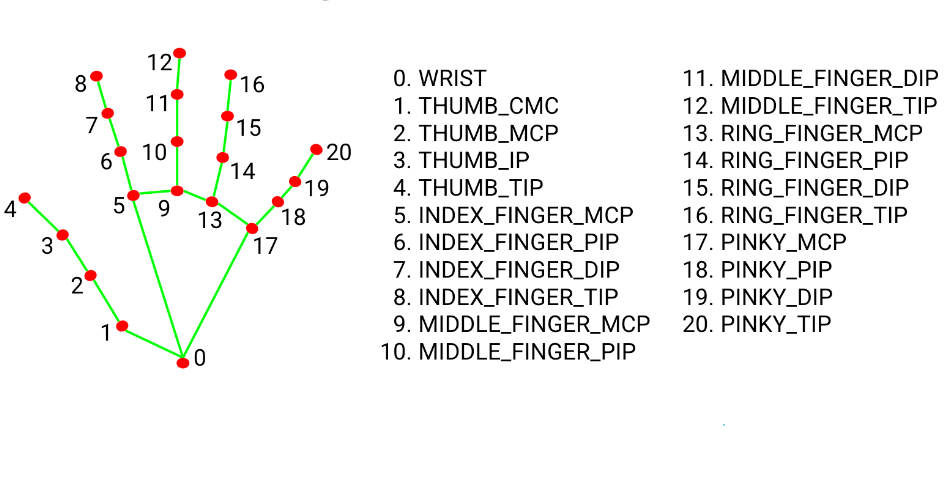 12
8
16
11
7
15
10
20
6
14
19
4
5
9
13
18
3
17
2
1
0
0. WRIST
1. THUMB_CMC
2. THUMB_MCP
3. THUMB_IP
4. THUMB_TIP
5. INDEX_FINGER_MCP
6. INDEX_FINGER_PIP
7. INDEX_FINGER_DIP
8. INDEX_FINGER_TIP
9. MIDDLE_FINGER_MCP
10. MIDDLE_FINGER_PIP
11. MIDDLE_FINGER_DIP
12. MIDDLE_FINGER_TIP
13. RING_FINGER_MCP
14. RING_FINGER_PIP
15. RING_FINGER_DIP
16. RING_FINGER_TIP
17. PINKY_MCP
18. PINKY_PIP
19. PINKY_DIP
20. PINKY_TIP